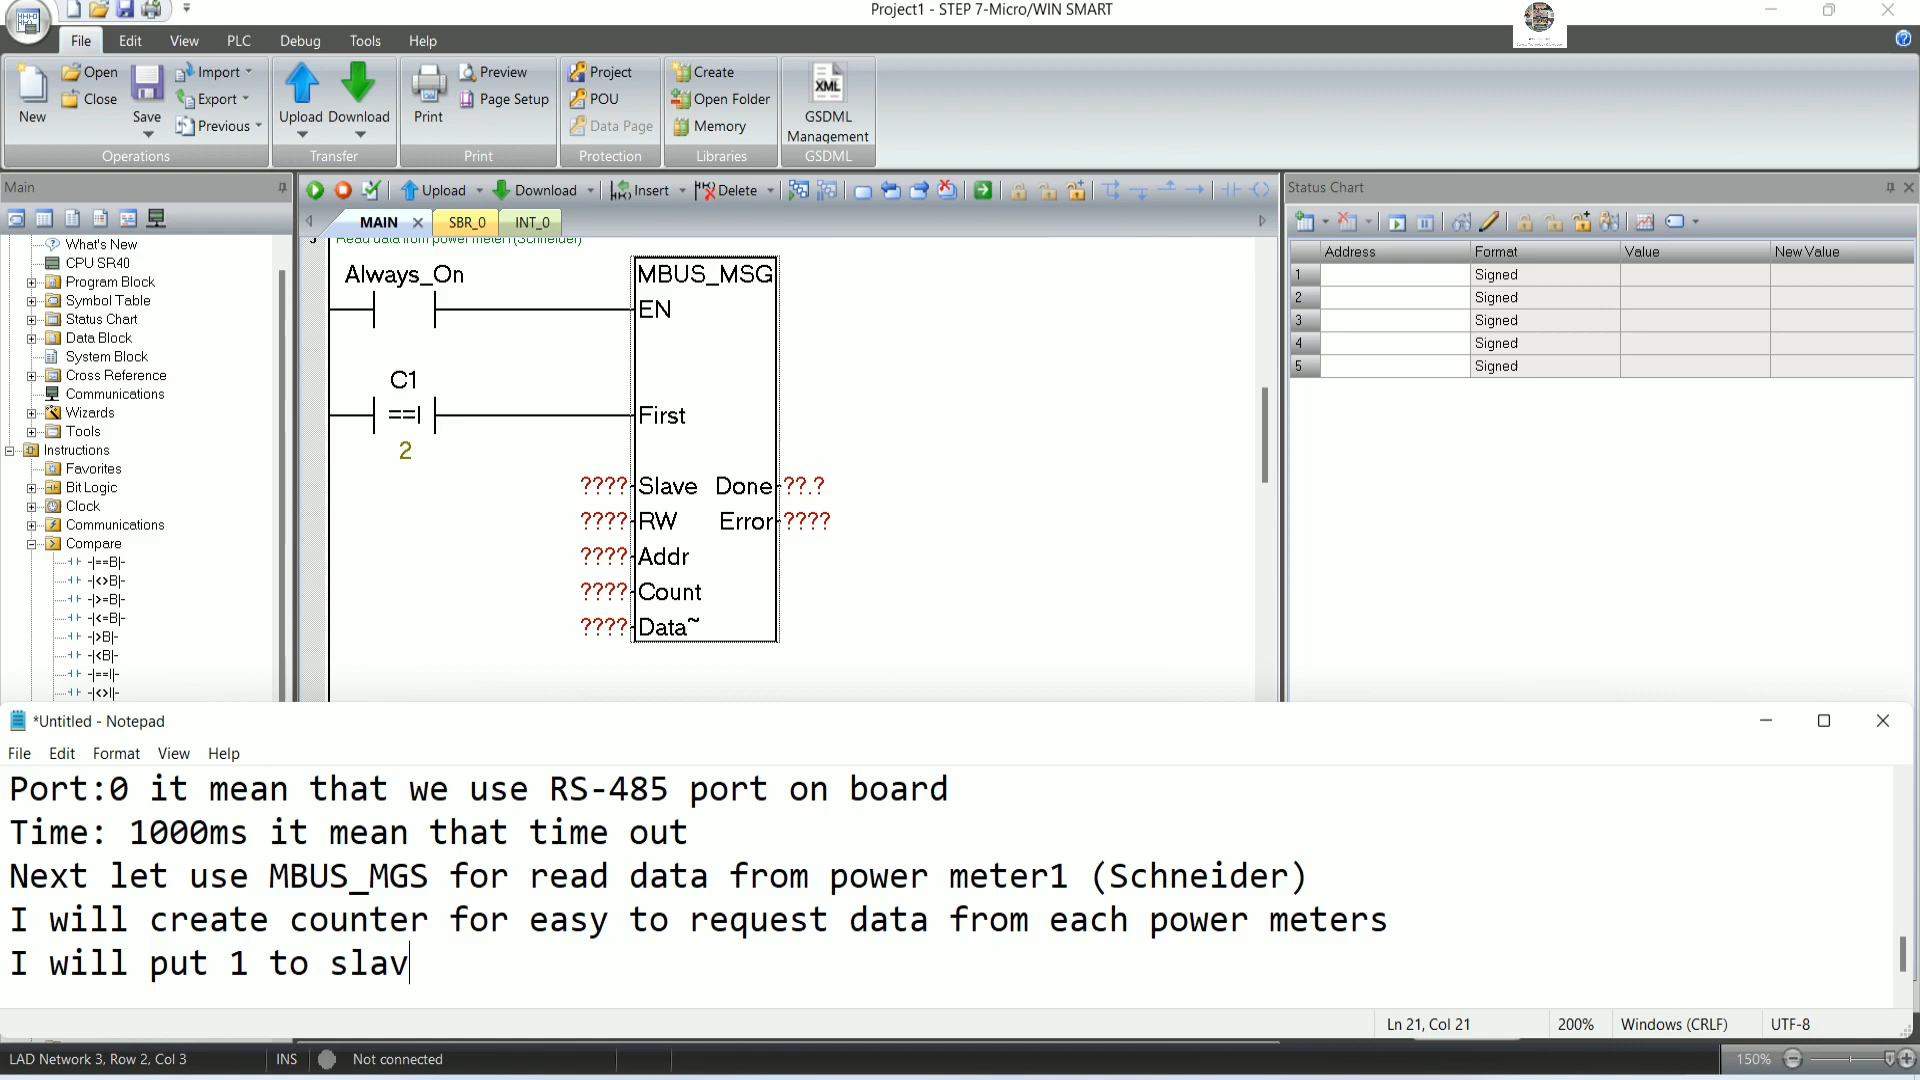 Project1 - STEP 7-Micro/WIN SMART
File Edit View PLC Debug Tools Help
New
Open
Close
Save
Import
Export
Previous
Operations
Upload
Download
Transfer
Print
Preview
Page Setup
Print
Project
POU
Data Page
Protection
Create
Open Folder
Memory
Libraries
XML
GSDML
Management
GSDML
Main
What's New
CPU SR40
Program Block
Symbol Table
Status Chart
Data Block
System Block
Cross Reference
Communications
Wizards
Tools
Instructions
Favorites
Bit Logic
Clock
Communications
Compare
-|==B|-
-|<>B|-
-|>=B|-
-|<=B|-
-|>B|-
-|<B|-
-|==I|-
-|<>I|-
Upload Download Insert Delete
MAIN SBR_0 INT_0
Read data from power meter1 (Schneider)
Always_On
MBUS_MSG
EN
C1
==I
2
First
???? Slave Done ??.?
???? RW Error ????
???? Addr
???? Count
???? Data~
Status Chart
Address Format Value New Value
1 Signed
2 Signed
3 Signed
4 Signed
5 Signed
*Untitled - Notepad
File Edit Format View Help
Port:0 it mean that we use RS-485 port on board
Time: 1000ms it mean that time out
Next let use MBUS_MGS for read data from power meter1 (Schneider)
I will create counter for easy to request data from each power meters
I will put 1 to slav
Ln 21, Col 21 200% Windows (CRLF) UTF-8
LAD Network 3, Row 2, Col 3 INS Not connected 150%